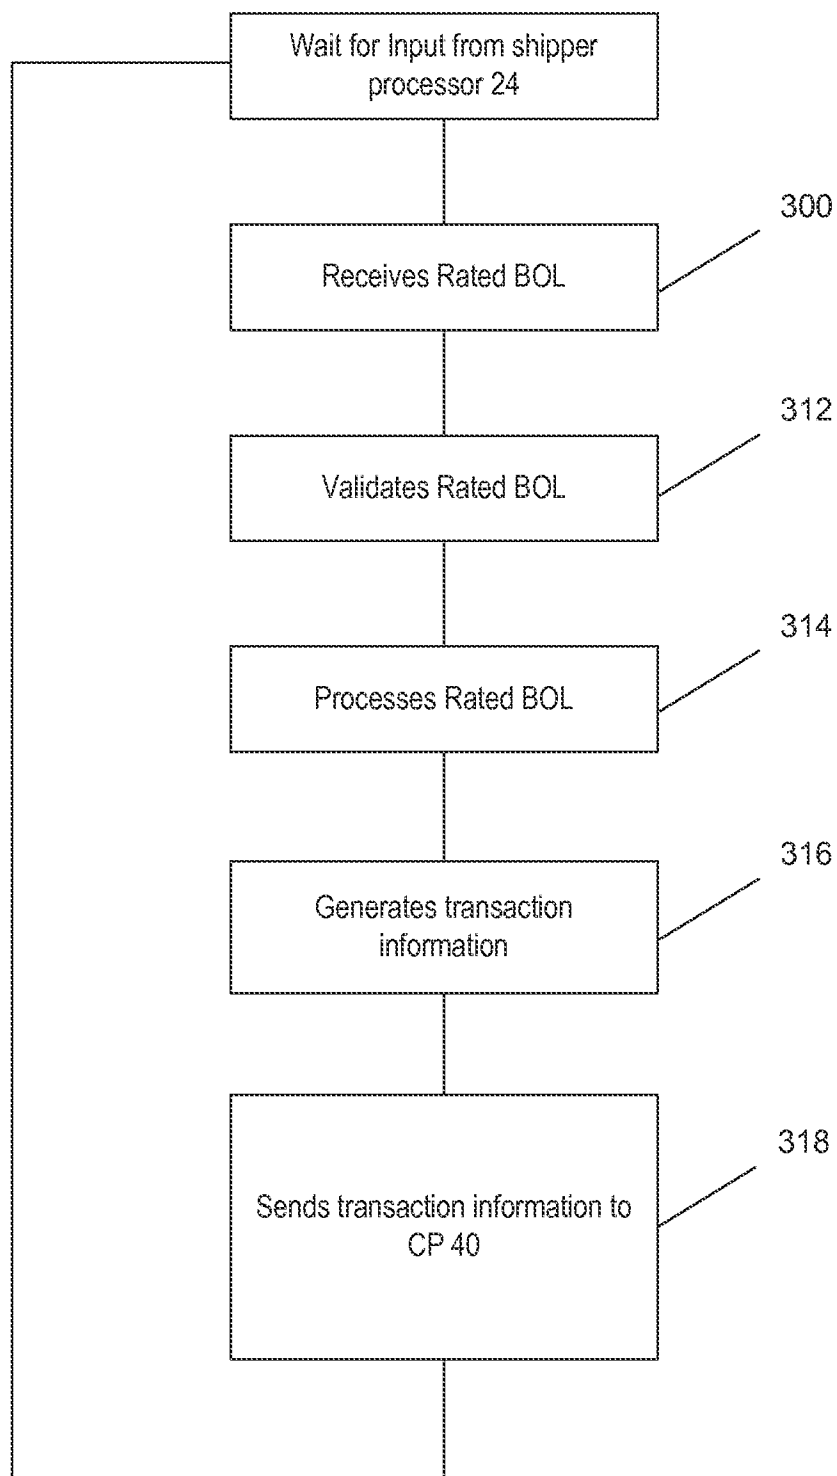 Wait for Input from shipper
processor 24
300
Receives Rated BOL
312
Validates Rated BOL
314
Processes Rated BOL
316
Generates transaction
information
318
Sends transaction information to
CP 40